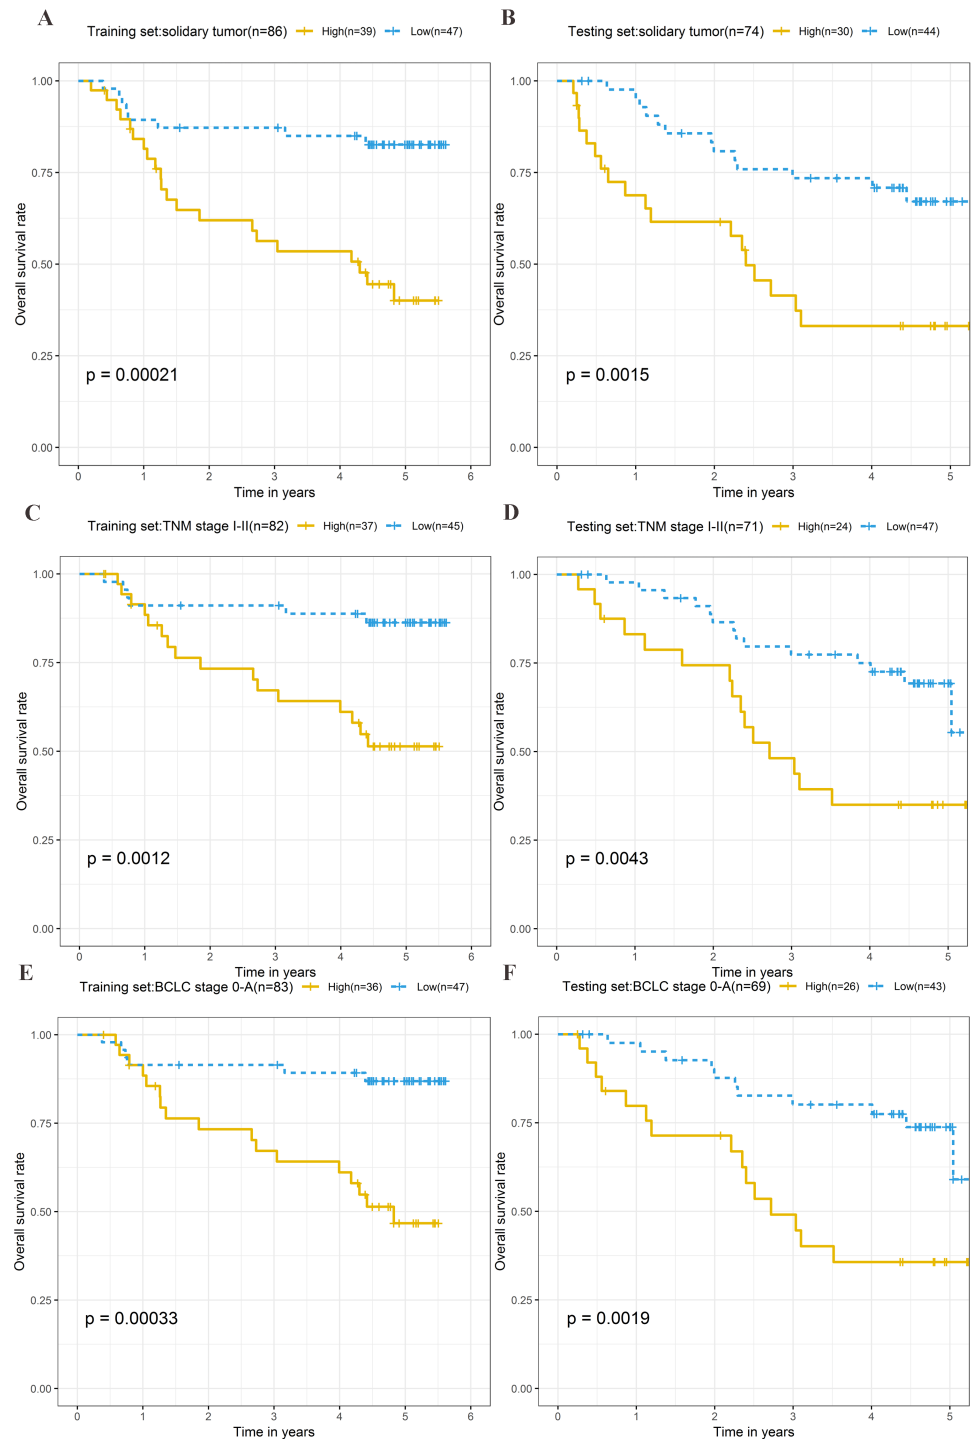 A
Training set:solidary tumor(n=86) High(n=39) Low(n=47)
Overall survival rate
1.00
0.75
0.50
0.25
0.00
p = 0.00021
0 1 2 3 4 5 6
Time in years
B
Testing set:solidary tumor(n=74) High(n=30) Low(n=44)
Overall survival rate
1.00
0.75
0.50
0.25
0.00
p = 0.0015
0 1 2 3 4 5
Time in years
C
Training set:TNM stage I-II(n=82) High(n=37) Low(n=45)
Overall survival rate
1.00
0.75
0.50
0.25
0.00
p = 0.0012
0 1 2 3 4 5 6
Time in years
D
Testing set:TNM stage I-II(n=71) High(n=24) Low(n=47)
Overall survival rate
1.00
0.75
0.50
0.25
0.00
p = 0.0043
0 1 2 3 4 5
Time in years
E
Training set:BCLC stage 0-A(n=83) High(n=36) Low(n=47)
Overall survival rate
1.00
0.75
0.50
0.25
0.00
p = 0.00033
0 1 2 3 4 5 6
Time in years
F
Testing set:BCLC stage 0-A(n=69) High(n=26) Low(n=43)
Overall survival rate
1.00
0.75
0.50
0.25
0.00
p = 0.0019
0 1 2 3 4 5
Time in years